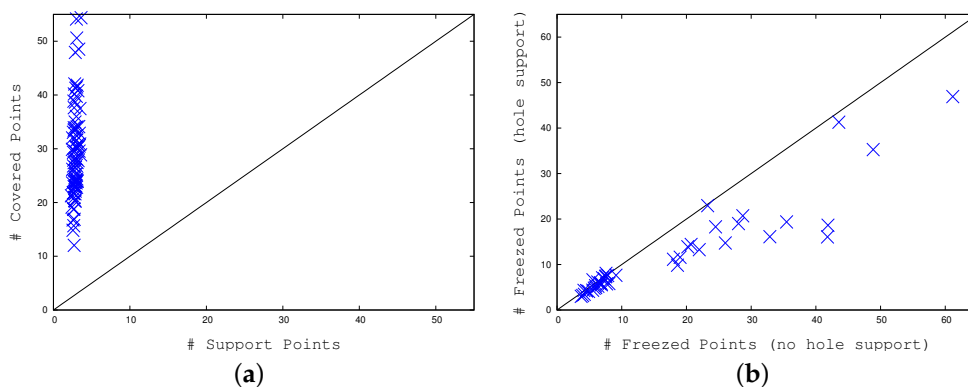 # Covered Points
50
40
30
20
10
0
0 10 20 30 40 50
# Support Points
(a)
# Freezed Points (hole support)
60
50
40
30
20
10
0
0 10 20 30 40 50 60
# Freezed Points (no hole support)
(b)